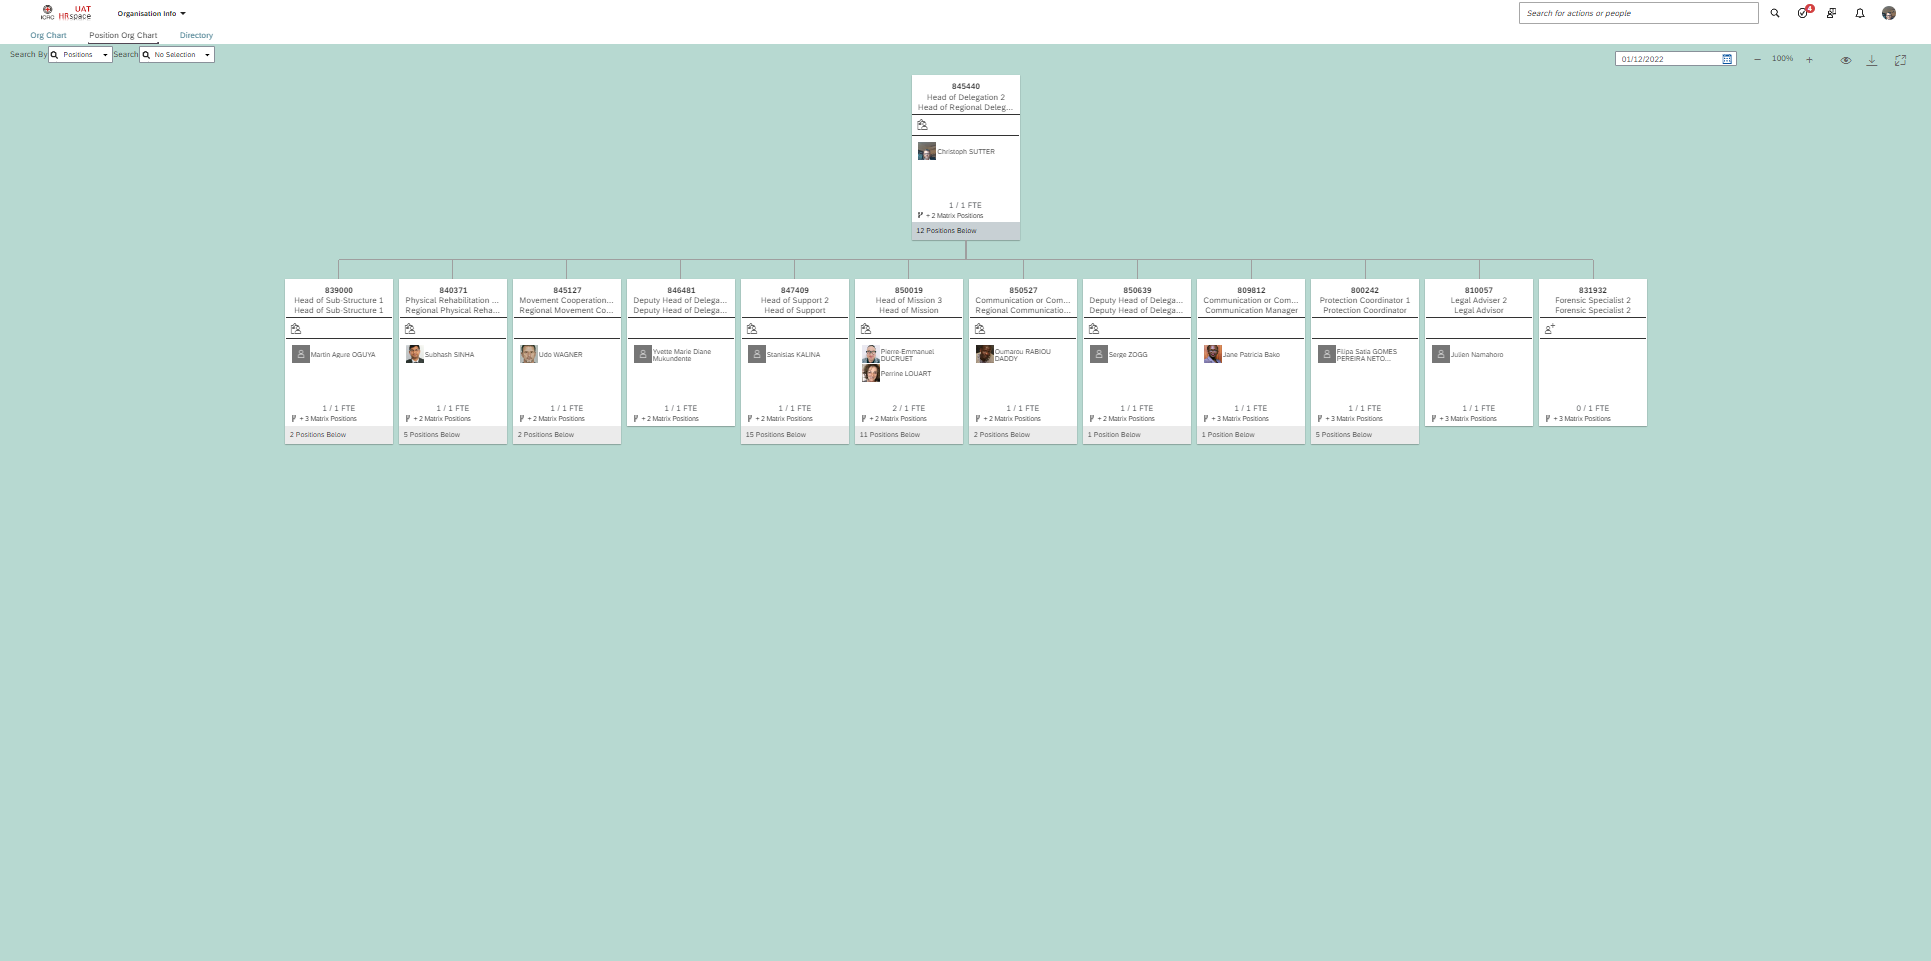 ICRC
UAT
HRspace
Organisation Info
Search for actions or people
4
Org Chart
Position Org Chart
Directory
Search By
Positions
Search
No Selection
01/12/2022
100%
845440
Head of Delegation 2
Head of Regional Deleg...
Christoph SUTTER
1 / 1 FTE
+ 2 Matrix Positions
12 Positions Below
839000
Head of Sub-Structure 1
Head of Sub-Structure 1
Martin Agure OGUYA
1 / 1 FTE
+ 3 Matrix Positions
2 Positions Below
840371
Physical Rehabilitation ...
Regional Physical Reha...
Subhash SINHA
1 / 1 FTE
+ 2 Matrix Positions
5 Positions Below
845127
Movement Cooperation...
Regional Movement Co...
Udo WAGNER
1 / 1 FTE
+ 2 Matrix Positions
2 Positions Below
846481
Deputy Head of Delega...
Deputy Head of Delega...
Yvette Marie Diane
Mukundente
1 / 1 FTE
+ 2 Matrix Positions
847409
Head of Support 2
Head of Support
Stanislas KALINA
1 / 1 FTE
+ 2 Matrix Positions
15 Positions Below
850019
Head of Mission 3
Head of Mission
Pierre-Emmanuel
DUCRUET
Perrine LOUART
2 / 1 FTE
+ 2 Matrix Positions
11 Positions Below
850527
Communication or Com...
Regional Communicatio...
Oumarou RABIOU
DADDY
1 / 1 FTE
+ 2 Matrix Positions
2 Positions Below
850639
Deputy Head of Delega...
Deputy Head of Delega...
Serge ZOGG
1 / 1 FTE
+ 2 Matrix Positions
1 Position Below
809812
Communication or Com...
Communication Manager
Jane Patricia Bako
1 / 1 FTE
+ 3 Matrix Positions
1 Position Below
800242
Protection Coordinator 1
Protection Coordinator
Filipa Satia GOMES
PEREIRA NETO...
1 / 1 FTE
+ 3 Matrix Positions
5 Positions Below
810057
Legal Adviser 2
Legal Advisor
Julien Namahoro
1 / 1 FTE
+ 3 Matrix Positions
831932
Forensic Specialist 2
Forensic Specialist 2
0 / 1 FTE
+ 3 Matrix Positions